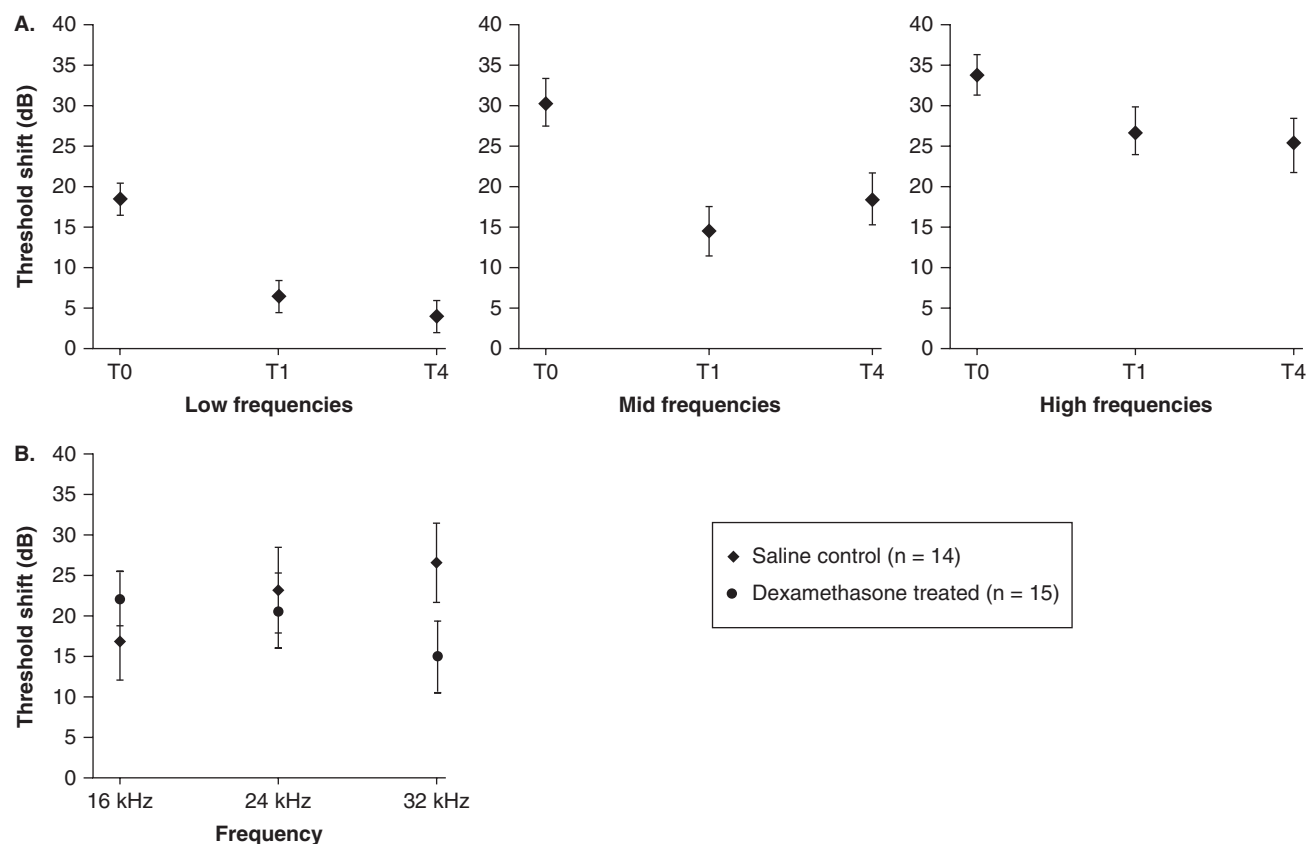 A.
Threshold shift (dB)
40
35
30
25
20
15
10
5
0
T0 T1 T4
Low frequencies
40
35
30
25
20
15
10
5
0
T0 T1 T4
Mid frequencies
40
35
30
25
20
15
10
5
0
T0 T1 T4
High frequencies
B.
Threshold shift (dB)
40
35
30
25
20
15
10
5
0
16 kHz 24 kHz 32 kHz
Frequency
Saline control (n = 14)
Dexamethasone treated (n = 15)